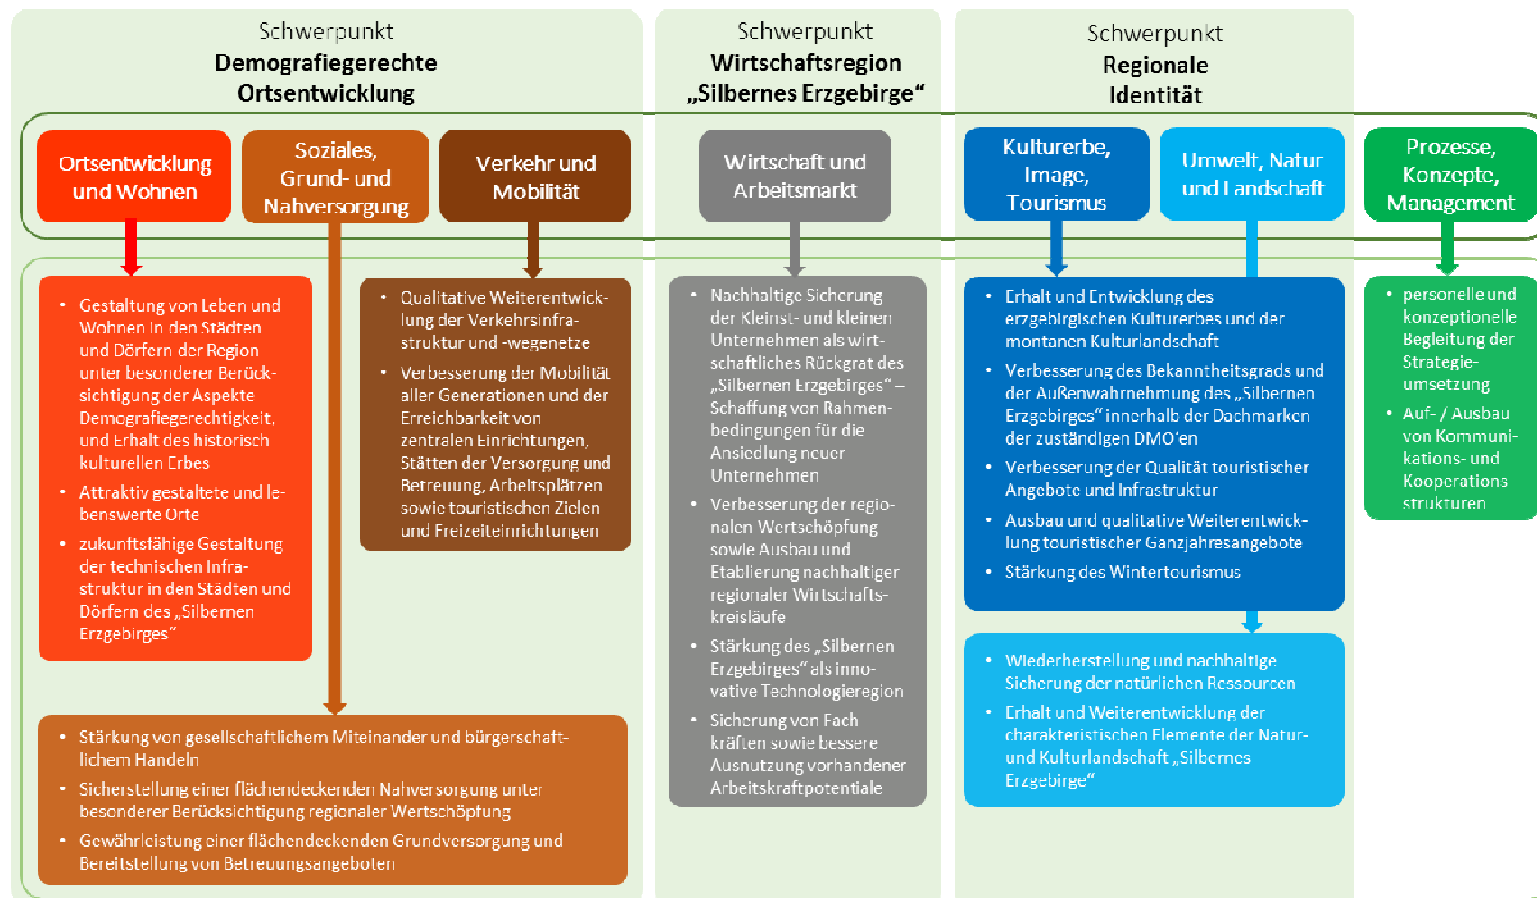 Schwerpunkt
Demografiegerechte
Ortsentwicklung
Schwerpunkt
Wirtschaftsregion
„Silbernes Erzgebirge“
Schwerpunkt
Regionale
Identität
Ortsentwicklung
und Wohnen
Soziales,
Grund- und
Nahversorgung
Verkehr und
Mobilität
Wirtschaft und
Arbeitsmarkt
Kulturerbe,
Image,
Tourismus
Umwelt, Natur
und Landschaft
Prozesse,
Konzepte,
Management
• Gestaltung von Leben und
Wohnen in den Städten
und Dörfern der Region
unter besonderer Berück-
sichtigung der Aspekte
Demografiegerechtigkeit,
und Erhalt des historisch
kulturellen Erbes
• Attraktiv gestaltete und le-
benswerte Orte
• zukunftsfähige Gestaltung
der technischen Infra-
struktur in den Städten und
Dörfern des „Silbernen
Erzgebirges“
• Qualitative Weiterentwick-
lung der Verkehrsinfra-
struktur und -wegenetze
• Verbesserung der Mobilität
aller Generationen und der
Erreichbarkeit von
zentralen Einrichtungen,
Stätten der Versorgung und
Betreuung, Arbeitsplätzen
sowie touristischen Zielen
und Freizeiteinrichtungen
• Stärkung von gesellschaftlichem Miteinander und bürgerschaft-
lichem Handeln
• Sicherstellung einer flächendeckenden Nahversorgung unter
besonderer Berücksichtigung regionaler Wertschöpfung
• Gewährleistung einer flächendeckenden Grundversorgung und
Bereitstellung von Betreuungsangeboten
• Nachhaltige Sicherung
der Kleinst- und kleinen
Unternehmen als wirt-
schaftliches Rückgrat des
„Silbernen Erzgebirges“ –
Schaffung von Rahmen-
bedingungen für die
Ansiedlung neuer
Unternehmen
• Verbesserung der regio-
nalen Wertschöpfung
sowie Ausbau und
Etablierung nachhaltiger
regionaler Wirtschafts-
kreisläufe
• Stärkung des „Silbernen
Erzgebirges“ als inno-
vative Technologieregion
• Sicherung von Fach
kräften sowie bessere
Ausnutzung vorhandener
Arbeitskraftpotentiale
• Erhalt und Entwicklung des
erzgebirgischen Kulturerbes und der
montanen Kulturlandschaft
• Verbesserung des Bekanntheitsgrads und
der Außenwahrnehmung des „Silbernen
Erzgebirges“ innerhalb der Dachmarken
der zuständigen DMO‘en
• Verbesserung der Qualität touristischer
Angebote und Infrastruktur
• Ausbau und qualitative Weiterentwick-
lung touristischer Ganzjahresangebote
• Stärkung des Wintertourismus
• Wiederherstellung und nachhaltige
Sicherung der natürlichen Ressourcen
• Erhalt und Weiterentwicklung der
charakteristischen Elemente der Natur-
und Kulturlandschaft „Silbernes
Erzgebirge“
• personelle und
konzeptionelle
Begleitung der
Strategie-
umsetzung
• Auf- / Ausbau
von Kommuni-
kations- und
Kooperations
strukturen